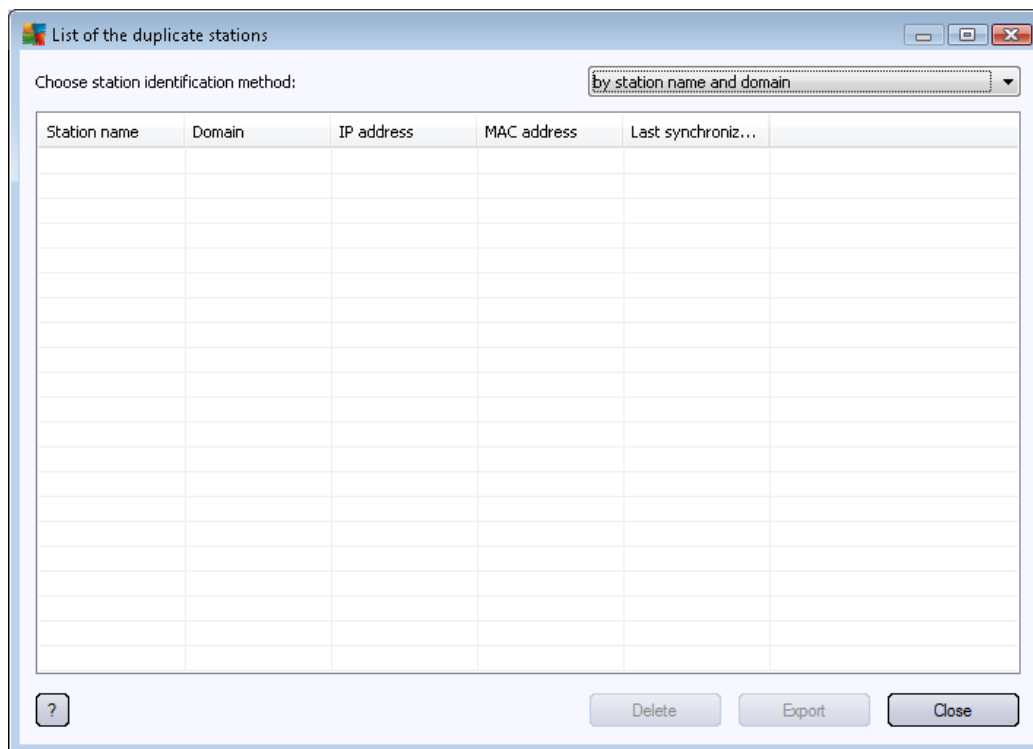 List of the duplicate stations
Choose station identification method: by station name and domain
Station name Domain IP address MAC address Last synchroniz...
? Delete Export Close